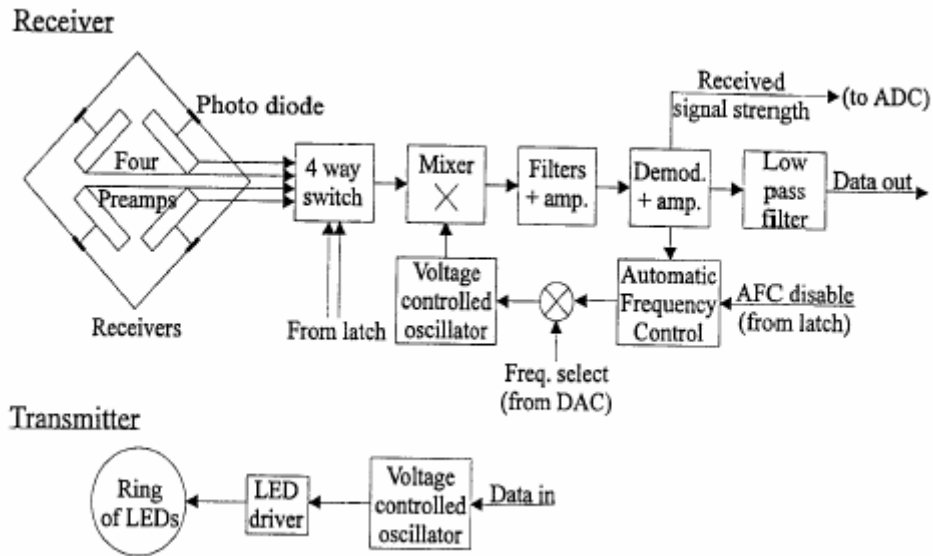 Receiver
Photo diode
Four
Preamps
Receivers
4 way
switch
From latch
Mixer
Filters
+ amp.
Demod.
+ amp.
Received
signal strength
(to ADC)
Low
pass
filter
Data out
Voltage
controlled
oscillator
Freq. select
(from DAC)
Automatic
Frequency
Control
AFC disable
(from latch)
Transmitter
Ring
of LEDs
LED
driver
Voltage
controlled
oscillator
Data in